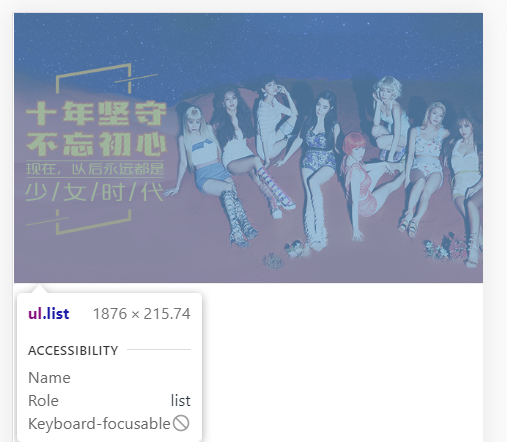 十年坚守
不忘初心
现在，以后永远都是
少/女/时/代
ul.list 1876 × 215.74
ACCESSIBILITY
Name
Role list
Keyboard-focusable